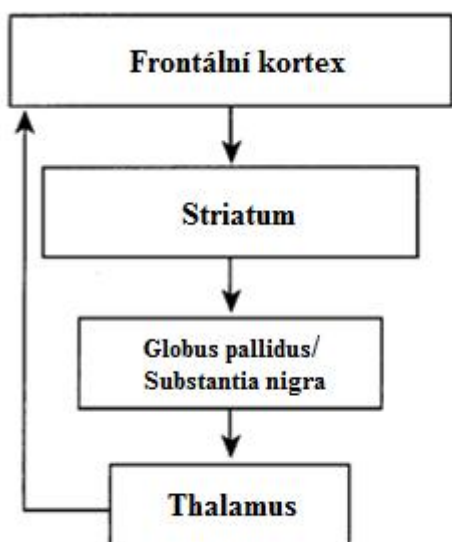 Frontální kortex
Striatum
Globus pallidus/
Substantia nigra
Thalamus